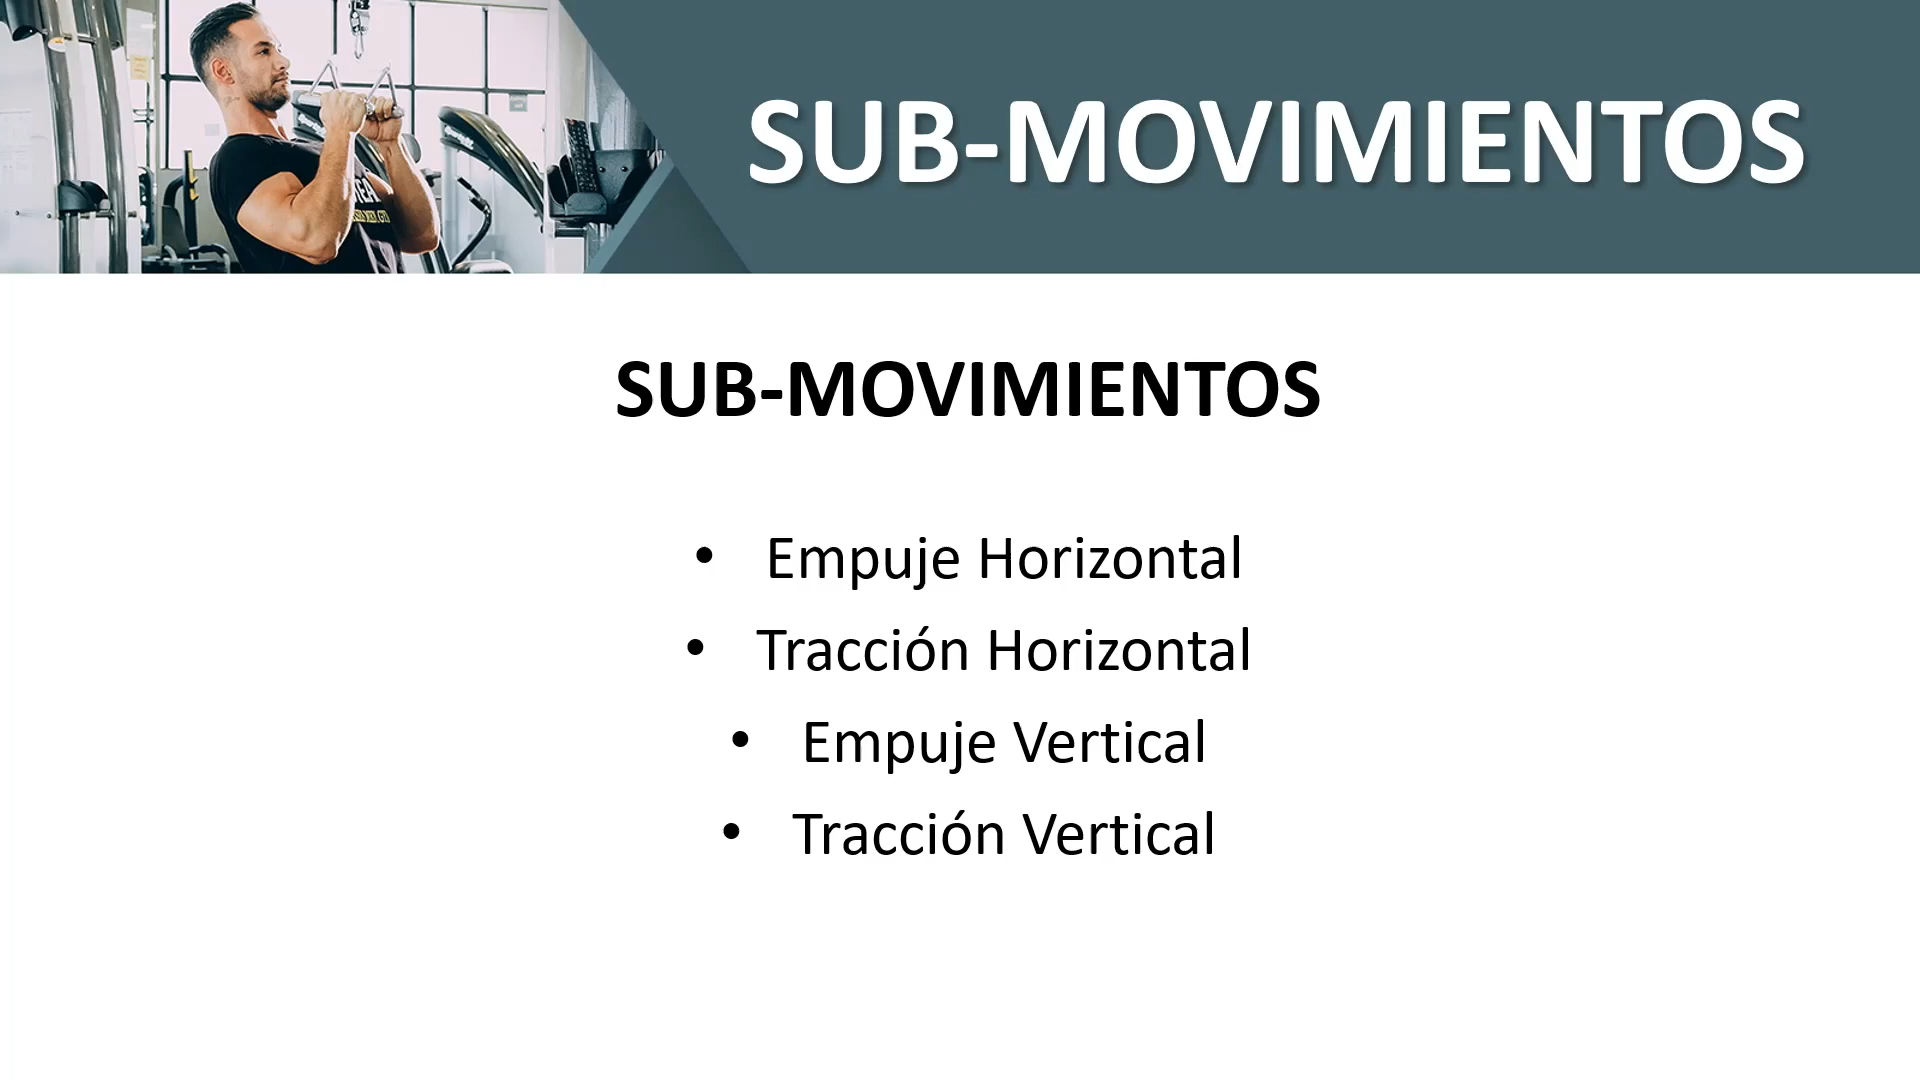 SUB-MOVIMIENTOS
SUB-MOVIMIENTOS
• Empuje Horizontal
• Tracción Horizontal
• Empuje Vertical
• Tracción Vertical